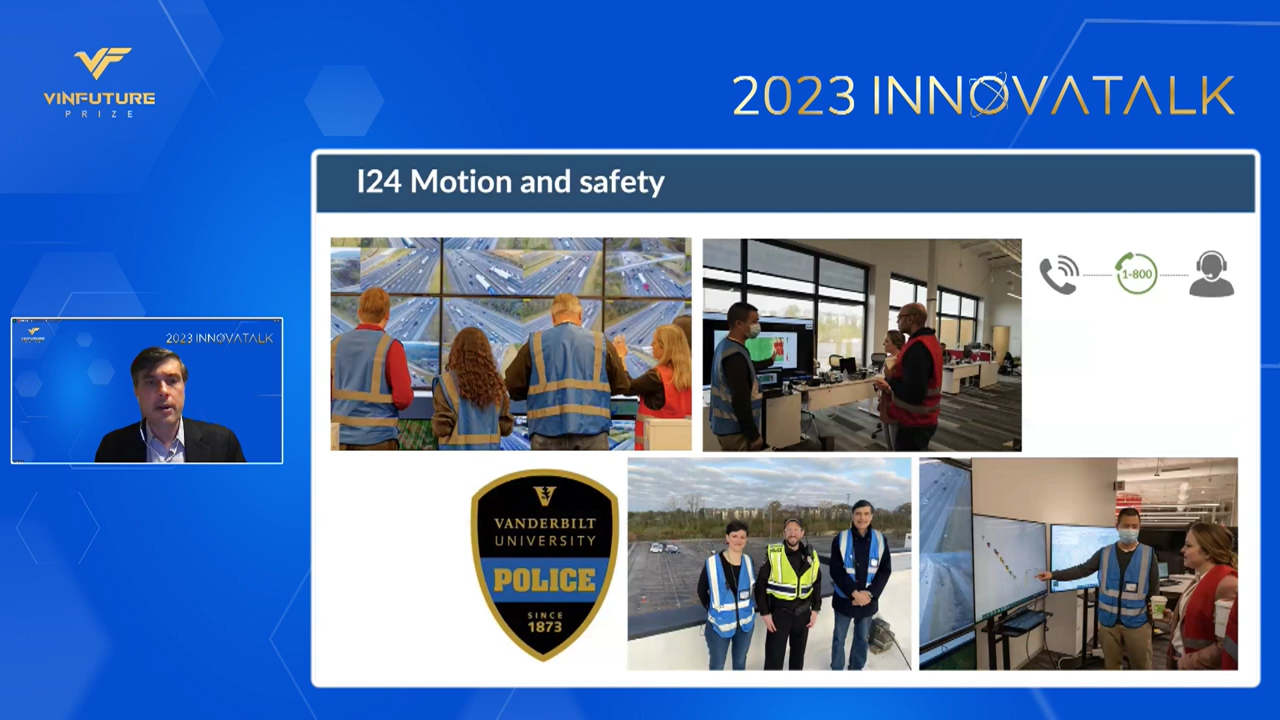 VINFUTURE
PRIZE
2023 INNOVATALK
I24 Motion and safety
1-800
2023 INNOVATALK
VANDERBILT
UNIVERSITY
POLICE
SINCE
1873